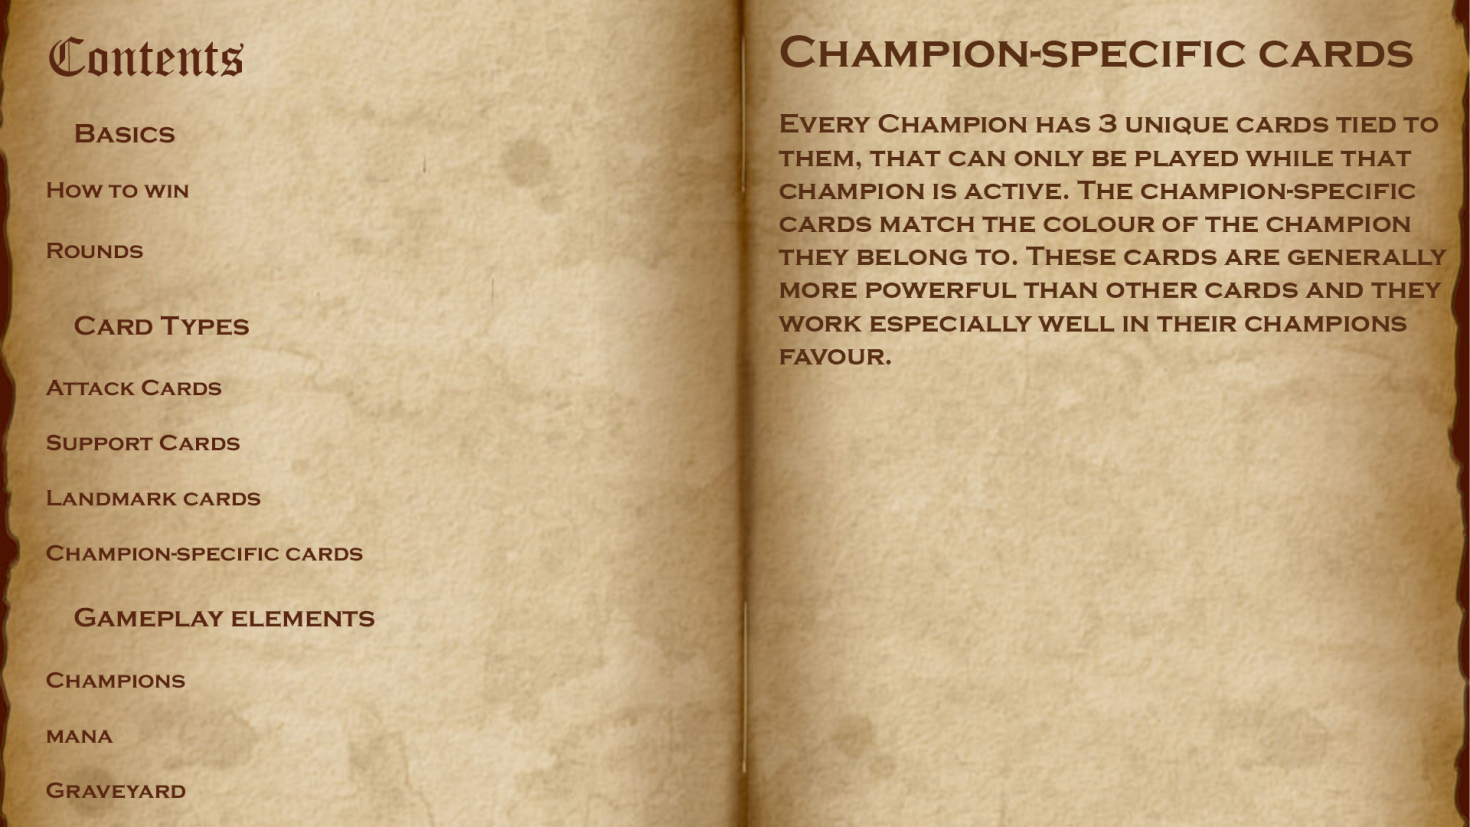 Contents
Basics
How to win
Rounds
Card Types
Attack Cards
Support Cards
Landmark cards
Champion-specific cards
Gameplay elements
Champions
mana
Graveyard
Champion-specific cards
Every Champion has 3 unique cards tied to
them, that can only be played while that
champion is active. The champion-specific
cards match the colour of the champion
they belong to. These cards are generally
more powerful than other cards and they
work especially well in their champions
favour.